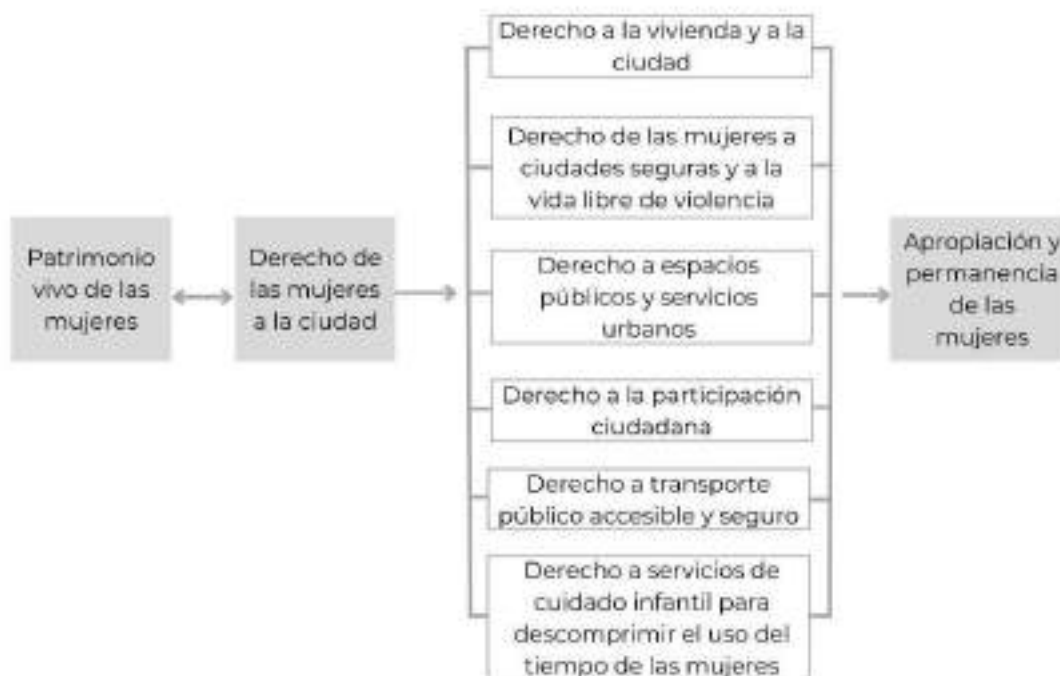 Patrimonio
vivo de las
mujeres
Derecho de
las mujeres
a la ciudad
Derecho a la vivienda y a la
ciudad
Derecho de las mujeres a
ciudades seguras y a la
vida libre de violencia
Derecho a espacios
públicos y servicios
urbanos
Derecho a la participación
ciudadana
Derecho a transporte
público accesible y seguro
Derecho a servicios de
cuidado infantil para
descomprimir el uso del
tiempo de las mujeres
Apropiación y
permanencia
de las
mujeres